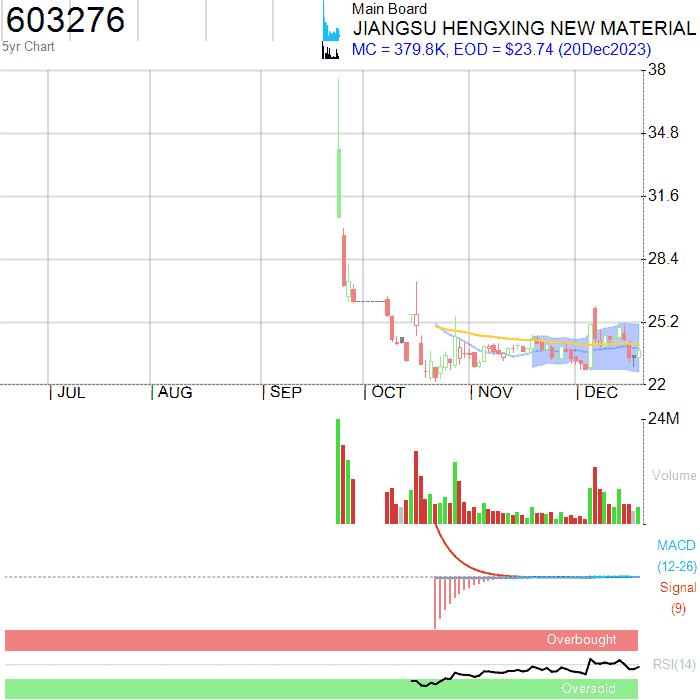 603276
5yr Chart
Main Board
JIANGSU HENGXING NEW MATERIAL
MC = 379.8K, EOD = $23.74 (20Dec2023)
38
34.8
31.6
28.4
25.2
22
JUL AUG SEP OCT NOV DEC
24M
Volume
MACD
(12-26)
Signal
(9)
Overbought
RSI(14)
Oversold